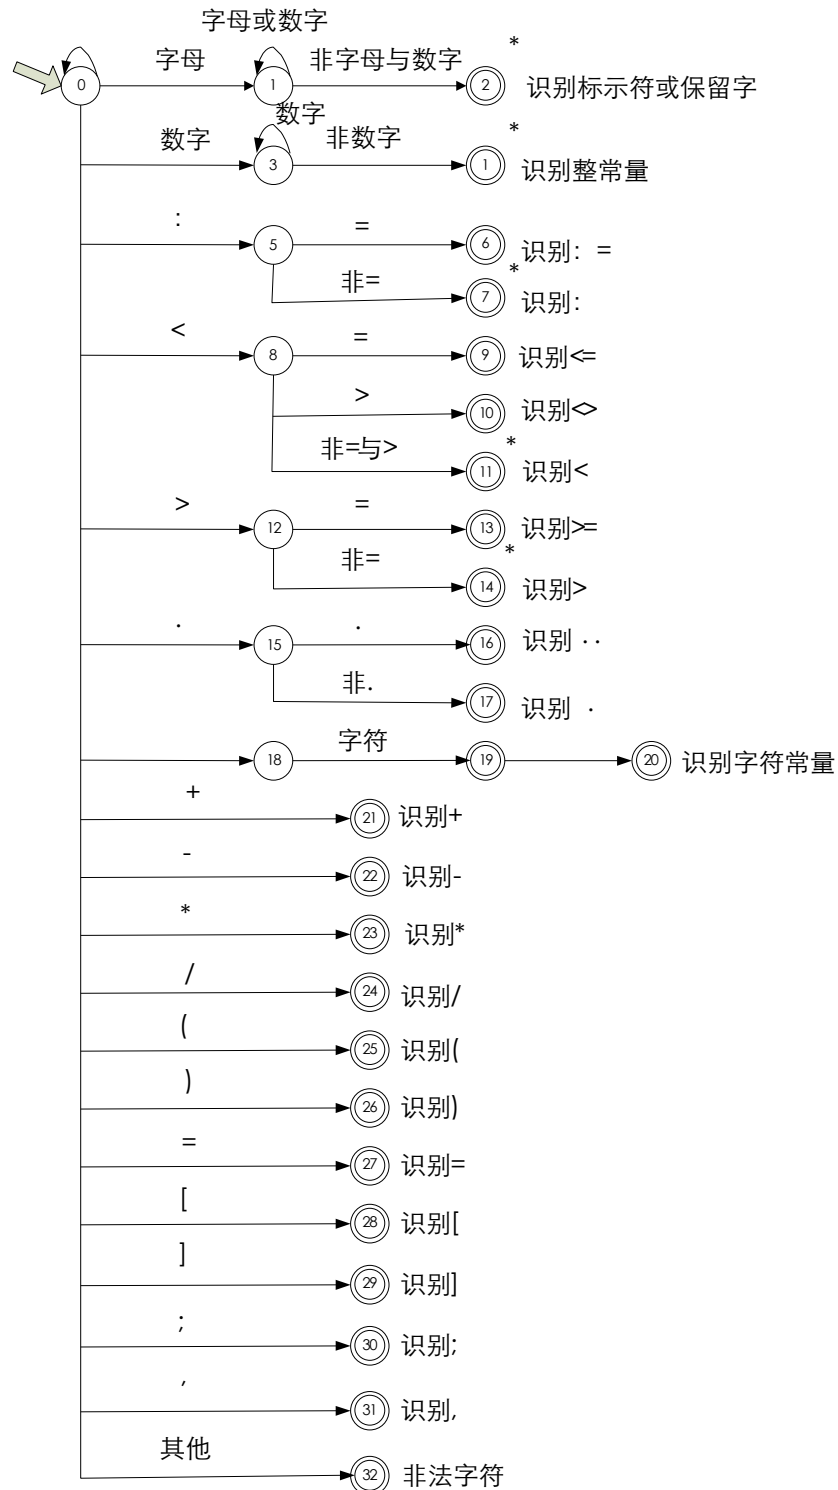 字母或数字
*
字母
非字母与数字
0
1
2
识别标示符或保留字
数字
*
数字
非数字
3
1
识别整常量
:
=
5
6
识别：=
*
非=
7
识别：
<
=
8
9
识别<=
>
10
识别<>
*
非=与>
11
识别<
>
=
12
13
识别>=
*
非=
14
识别>
.
.
15
16
识别 ..
非.
17
识别 .
字符
18
19
20
识别字符常量
+
21
识别+
-
22
识别-
*
23
识别*
/
24
识别/
(
25
识别(
)
26
识别)
=
27
识别=
[
28
识别[
]
29
识别]
;
30
识别;
,
31
识别,
其他
32
非法字符